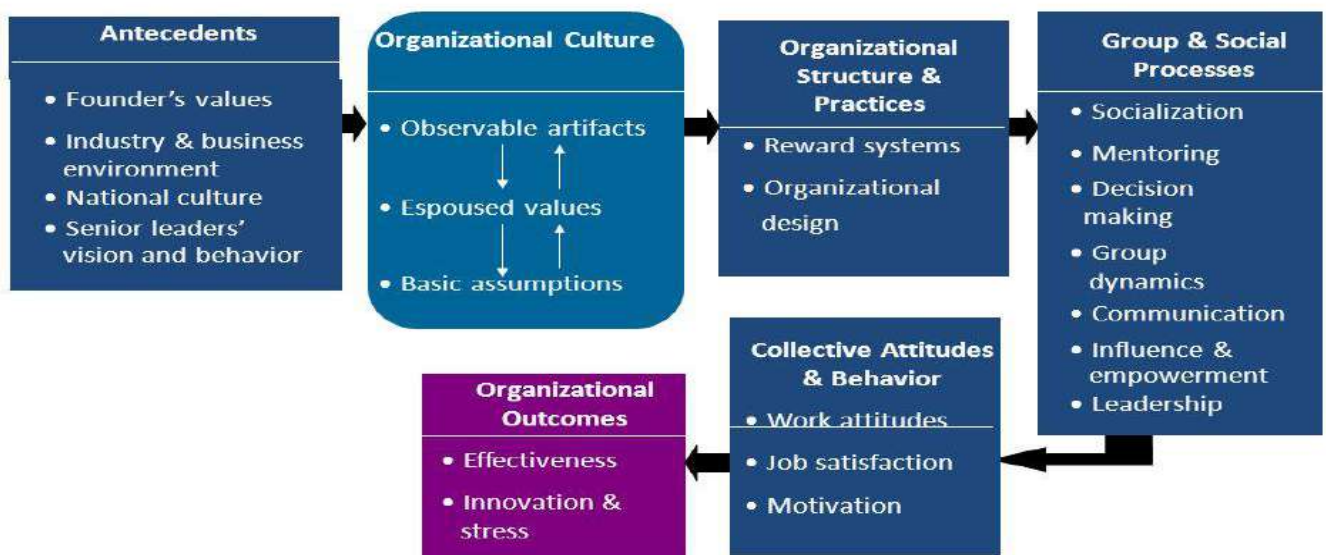 Antecedents
• Founder's values
• Industry & business
environment
• National culture
• Senior leaders'
vision and behavior
Organizational Culture
• Observable artifacts
• Espoused values
• Basic assumptions
Organizational
Structure &
Practices
• Reward systems
• Organizational
design
Group & Social
Processes
• Socialization
• Mentoring
• Decision
making
• Group
dynamics
• Communication
• Influence &
empowerment
• Leadership
Collective Attitudes
& Behavior
• Work attitudes
• Job satisfaction
• Motivation
Organizational
Outcomes
• Effectiveness
• Innovation &
stress